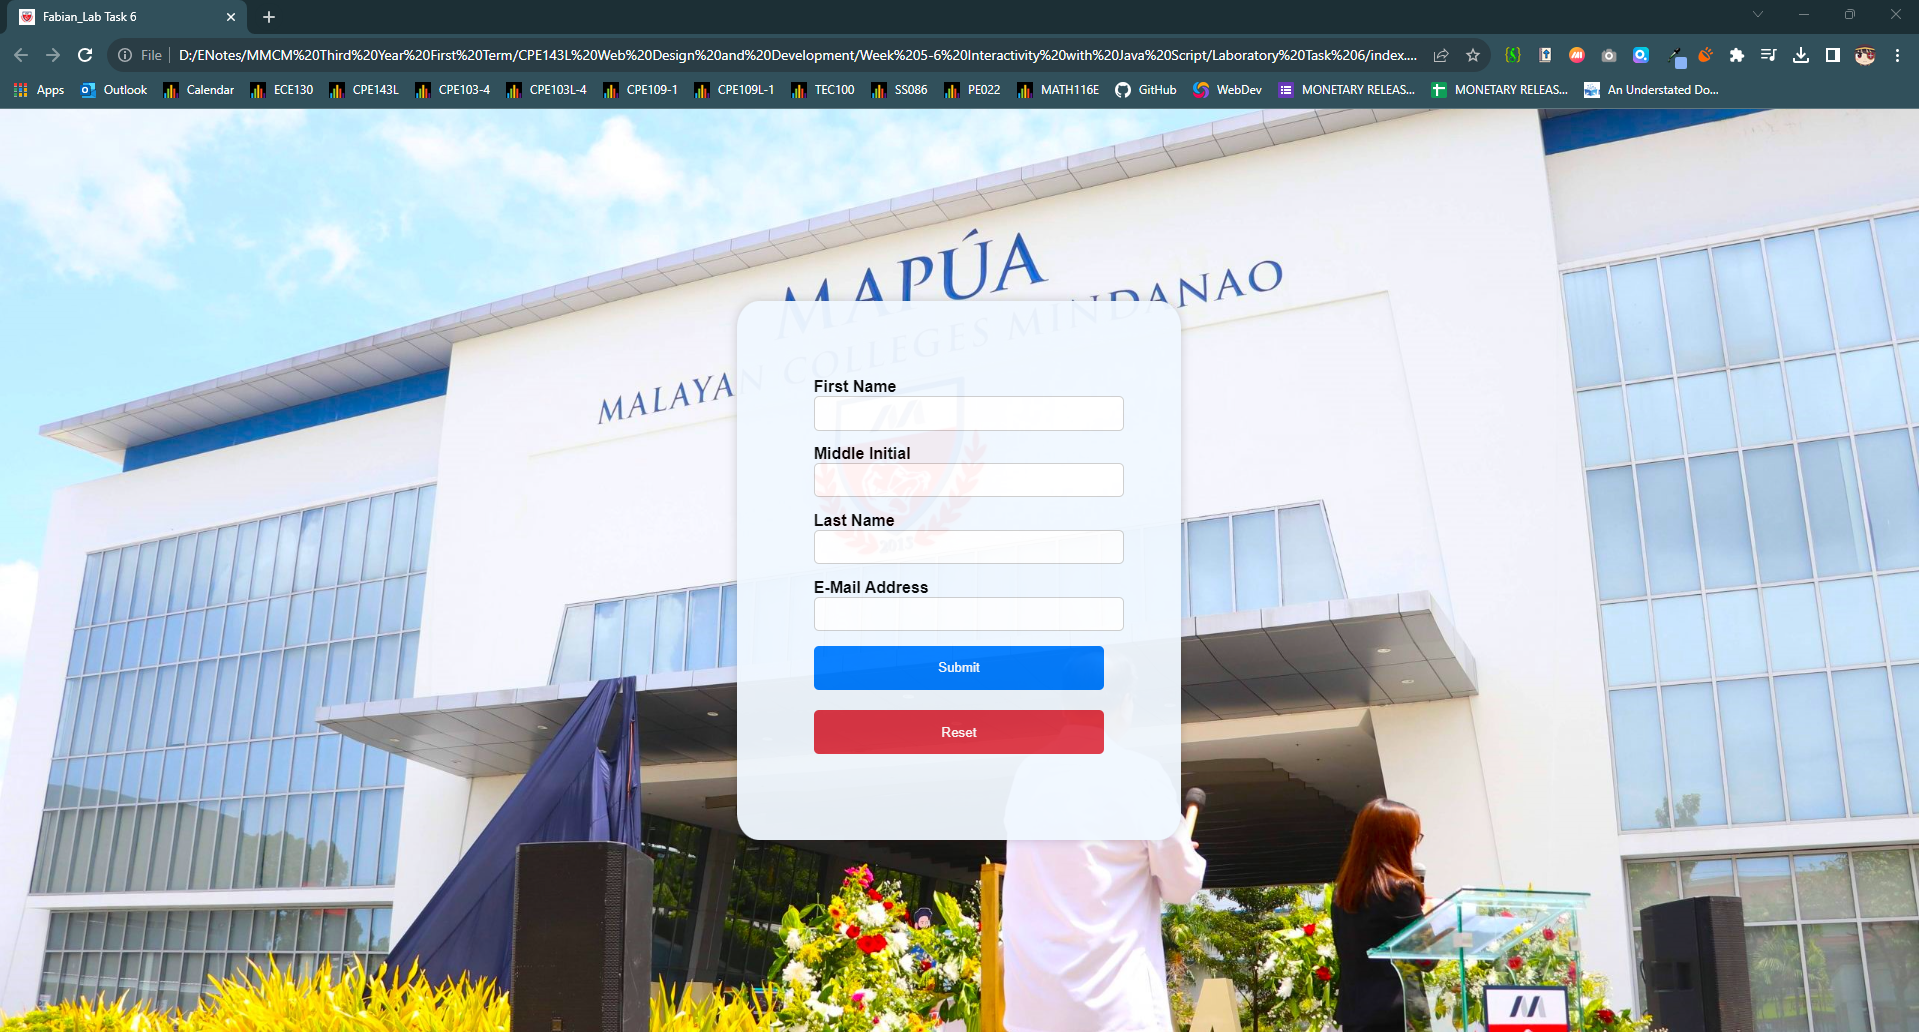 Fabian_Lab Task 6
File D:/ENotes/MMCM%20Third%20Year%20First%20Term/CPE143L%20Web%20Design%20and%20Development/Week%205-6%20Interactivity%20with%20Java%20Script/Laboratory%20Task%206/index....
Apps Outlook Calendar ECE130 CPE143L CPE103-4 CPE103L-4 CPE109-1 CPE109L-1 TEC100 SS086 PE022 MATH116E GitHub WebDev MONETARY RELEAS... MONETARY RELEAS... An Understated Do...
MAPÚA
MALAYAN COLLEGES MINDANAO
First Name
Middle Initial
Last Name
2012
E-Mail Address
Submit
Reset